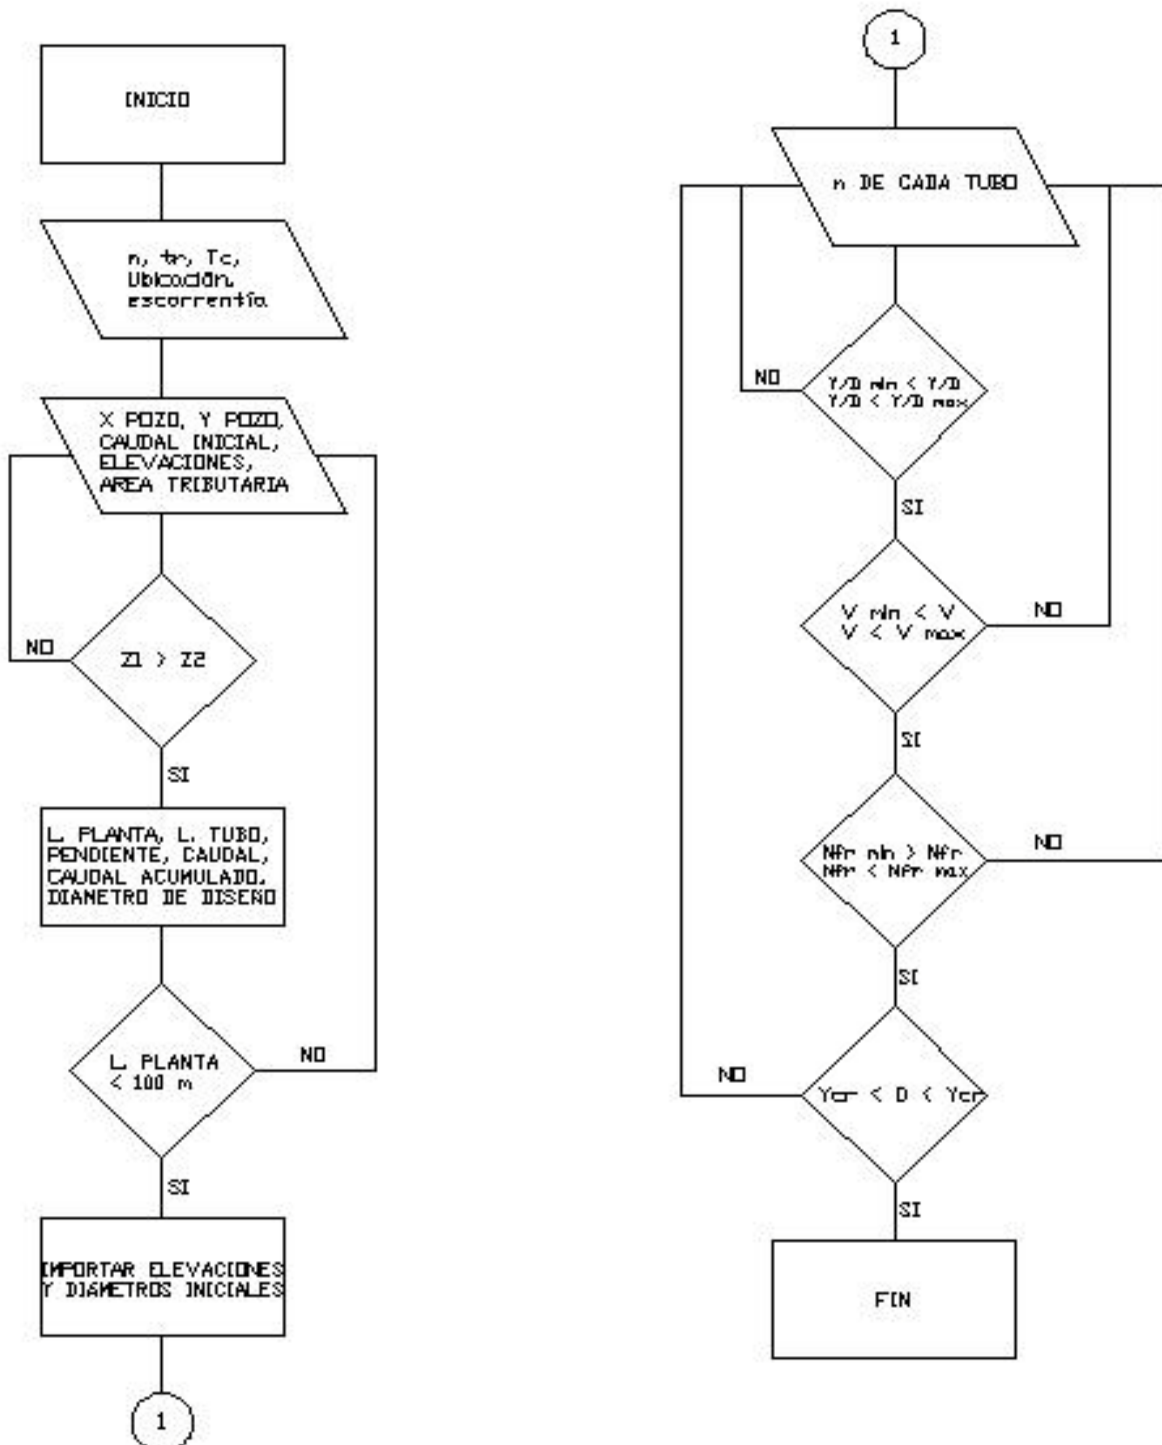 INICIO
n, tr, Tc,
Ubicación,
escorrentía
X POZO, Y POZO,
CAUDAL INICIAL,
ELEVACIONES,
AREA TRIBUTARIA
NO
Z1 > Z2
SI
L. PLANTA, L. TUBO,
PENDIENTE, CAUDAL,
CAUDAL ACUMULADO,
DIAMETRO DE DISEÑO
L. PLANTA
< 100 m
NO
SI
IMPORTAR ELEVACIONES
Y DIAMETROS INICIALES
1
1
n DE CADA TUBO
NO
Y/D min < Y/D
Y/D < Y/D max
SI
V min < V
V < V max
NO
SI
Nfr min > Nfr
Nfr < Nfr max
NO
SI
NO
Ycr < D < Ycr
SI
FIN